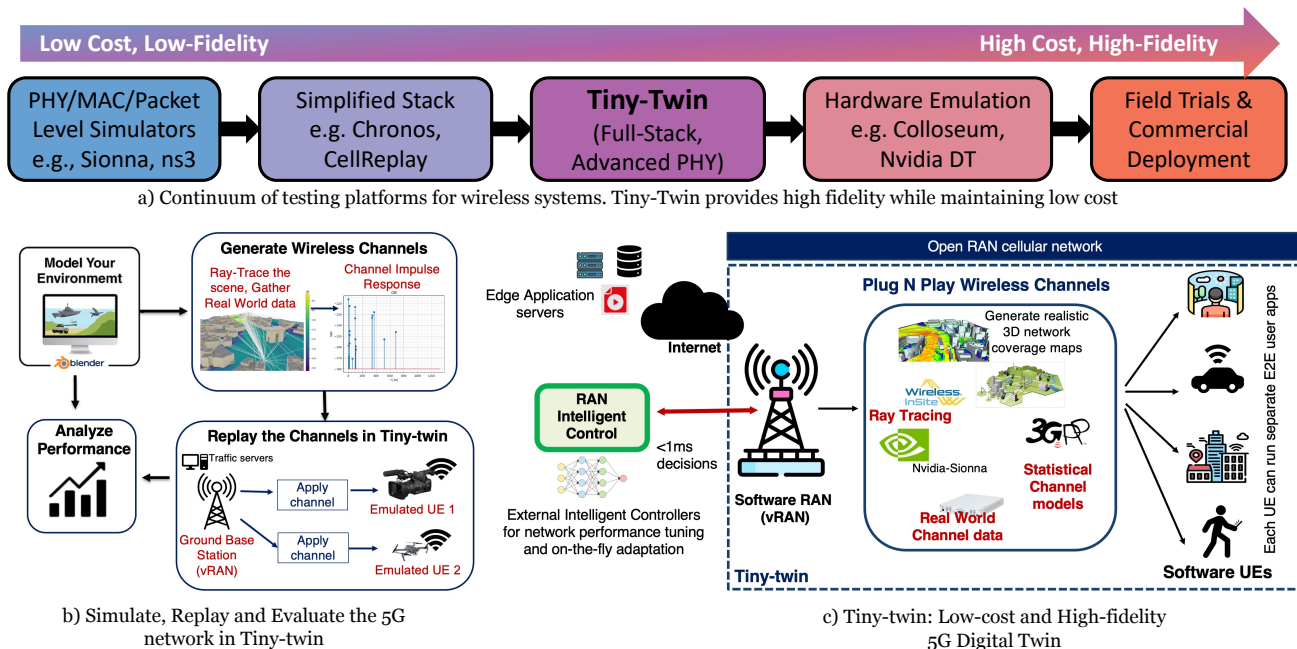 Low Cost, Low-Fidelity
High Cost, High-Fidelity
PHY/MAC/Packet
Level Simulators
e.g., Sionna, ns3
Simplified Stack
e.g. Chronos,
CellReplay
Tiny-Twin
(Full-Stack,
Advanced PHY)
Hardware Emulation
e.g. Colloseum,
Nvidia DT
Field Trials &
Commercial
Deployment
a) Continuum of testing platforms for wireless systems. Tiny-Twin provides high fidelity while maintaining low cost
Model Your
Environmemt
blender
Generate Wireless Channels
Ray-Trace the
scene, Gather
Real World data
Channel Impulse
Response
Analyze
Performance
Replay the Channels in Tiny-twin
Traffic servers
Apply
channel
Emulated UE 1
Ground Base
Station
(vRAN)
Apply
channel
Emulated UE 2
b) Simulate, Replay and Evaluate the 5G
network in Tiny-twin
Edge Application
servers
Internet
RAN
Intelligent
Control
<1ms
decisions
External Intelligent Controllers
for network performance tuning
and on-the-fly adaptation
Open RAN cellular network
Software RAN
(vRAN)
Plug N Play Wireless Channels
Generate realistic
3D network
coverage maps
Wireless
InSite
Ray Tracing
3GPP
Nvidia-Sionna
Statistical
Channel
models
Real World
Channel data
Each UE can run separate E2E user apps
Software UEs
Tiny-twin
c) Tiny-twin: Low-cost and High-fidelity
5G Digital Twin